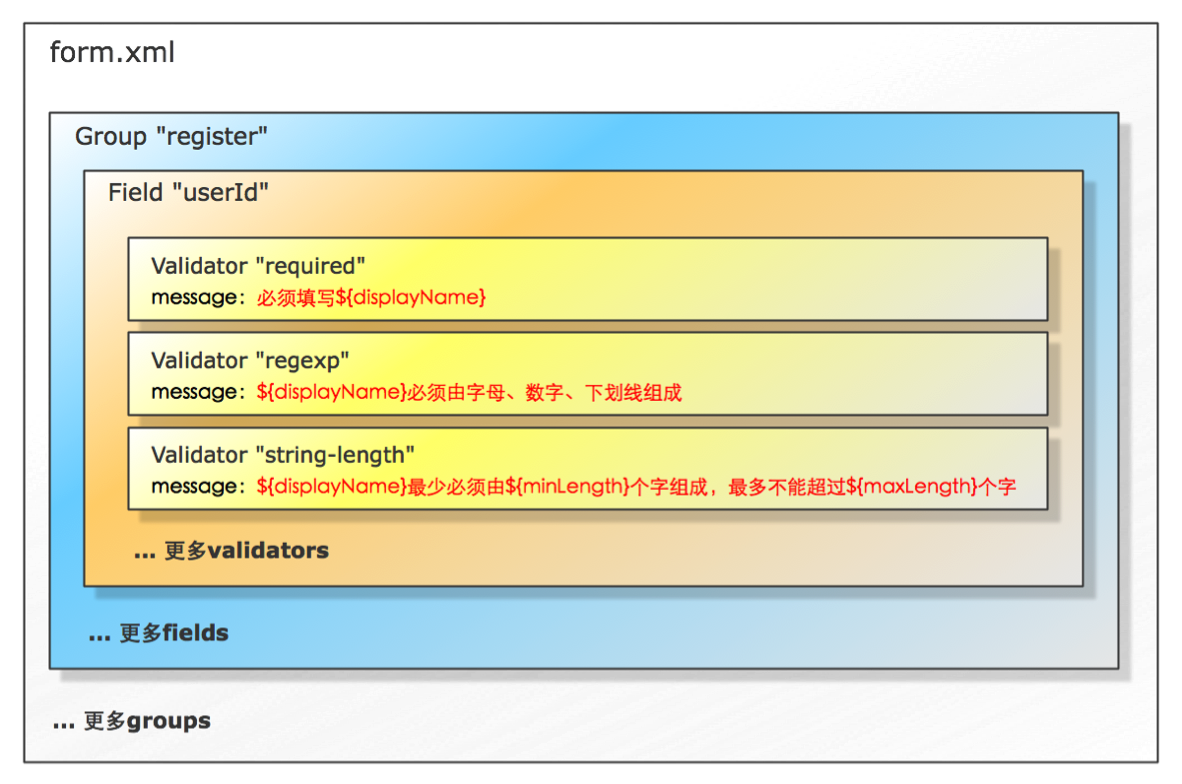 form.xml
Group "register"
Field "userId"
Validator "required"
message：必须填写${displayName}
Validator "regexp"
message：${displayName}必须由字母、数字、下划线组成
Validator "string-length"
message：${displayName}最少必须由${minLength}个字组成，最多不能超过${maxLength}个字
... 更多validators
... 更多fields
... 更多groups